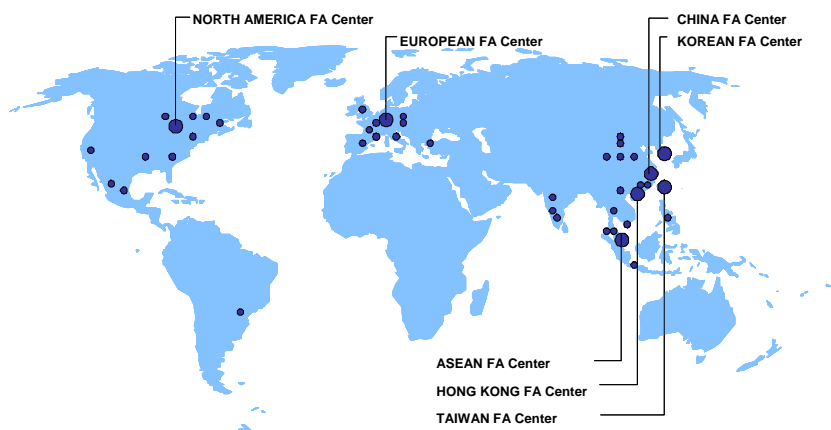 NORTH AMERICA FA Center
CHINA FA Center
EUROPEAN FA Center
KOREAN FA Center
ASEAN FA Center
HONG KONG FA Center
TAIWAN FA Center